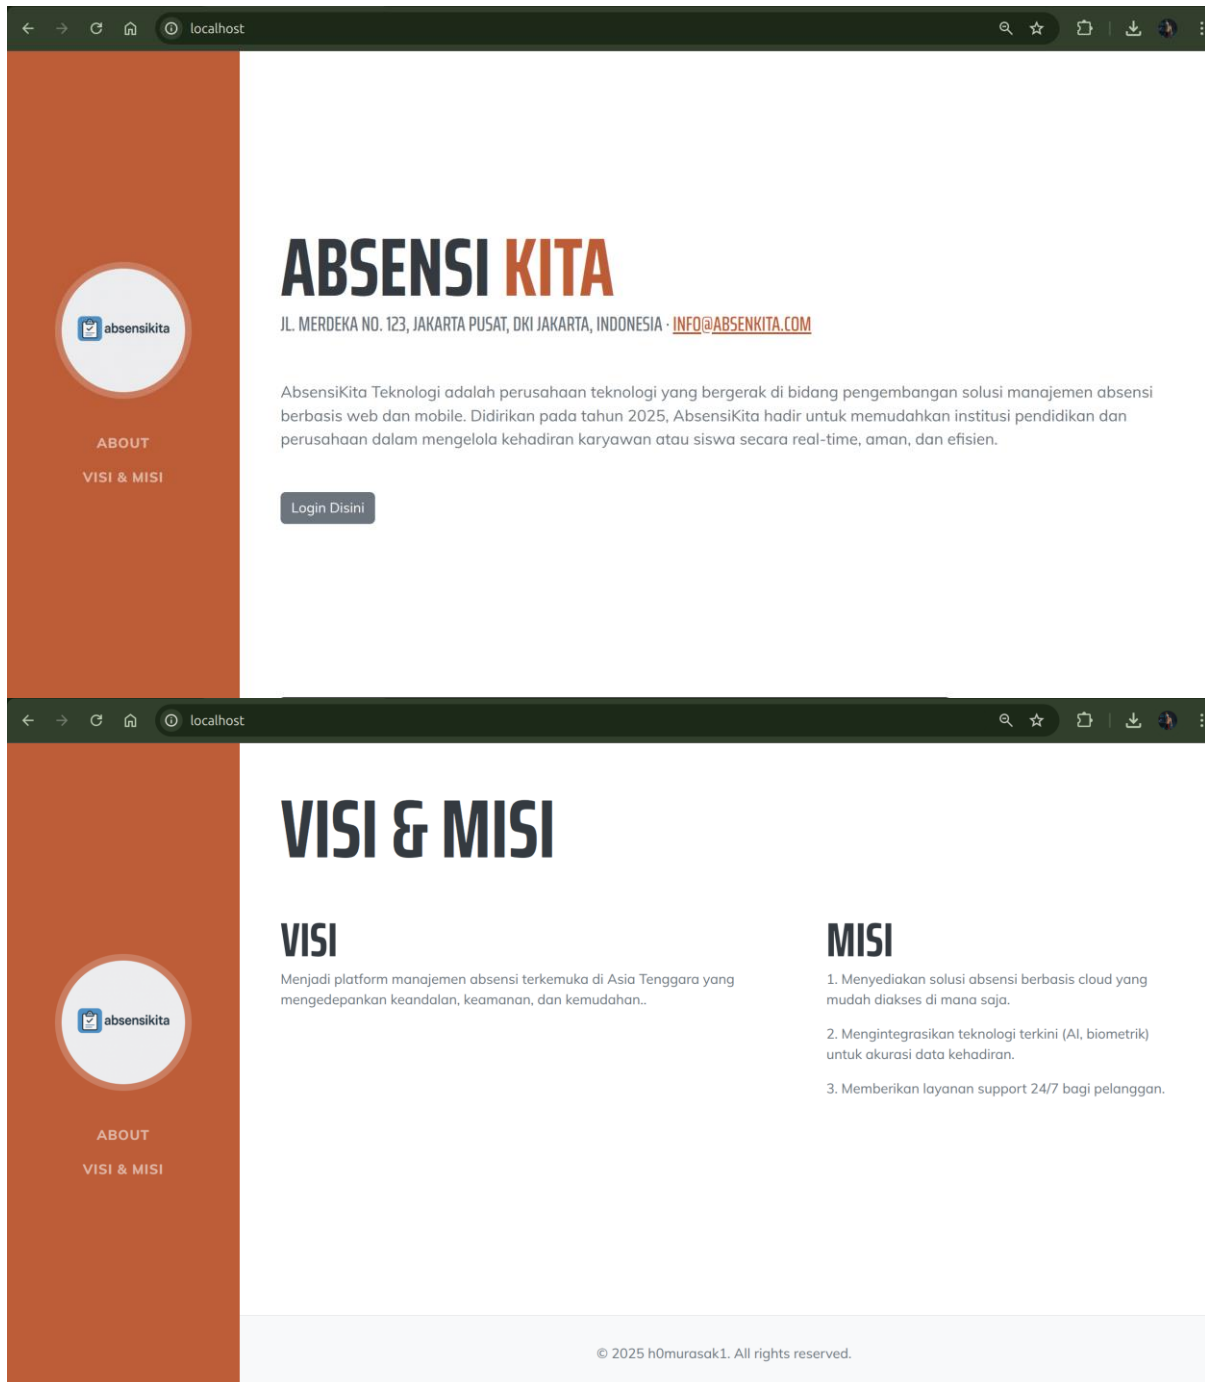 localhost
absensikita
ABOUT
VISI & MISI
ABSENSI KITA
JL. MERDEKA NO. 123, JAKARTA PUSAT, DKI JAKARTA, INDONESIA · INFO@ABSENKITA.COM
AbsensiKita Teknologi adalah perusahaan teknologi yang bergerak di bidang pengembangan solusi manajemen absensi
berbasis web dan mobile. Didirikan pada tahun 2025, AbsensiKita hadir untuk memudahkan institusi pendidikan dan
perusahaan dalam mengelola kehadiran karyawan atau siswa secara real-time, aman, dan efisien.
Login Disini
localhost
absensikita
ABOUT
VISI & MISI
VISI & MISI
VISI
Menjadi platform manajemen absensi terkemuka di Asia Tenggara yang
mengedepankan keandalan, keamanan, dan kemudahan..
MISI
1. Menyediakan solusi absensi berbasis cloud yang
mudah diakses di mana saja.
2. Mengintegrasikan teknologi terkini (AI, biometrik)
untuk akurasi data kehadiran.
3. Memberikan layanan support 24/7 bagi pelanggan.
© 2025 h0murasak1. All rights reserved.